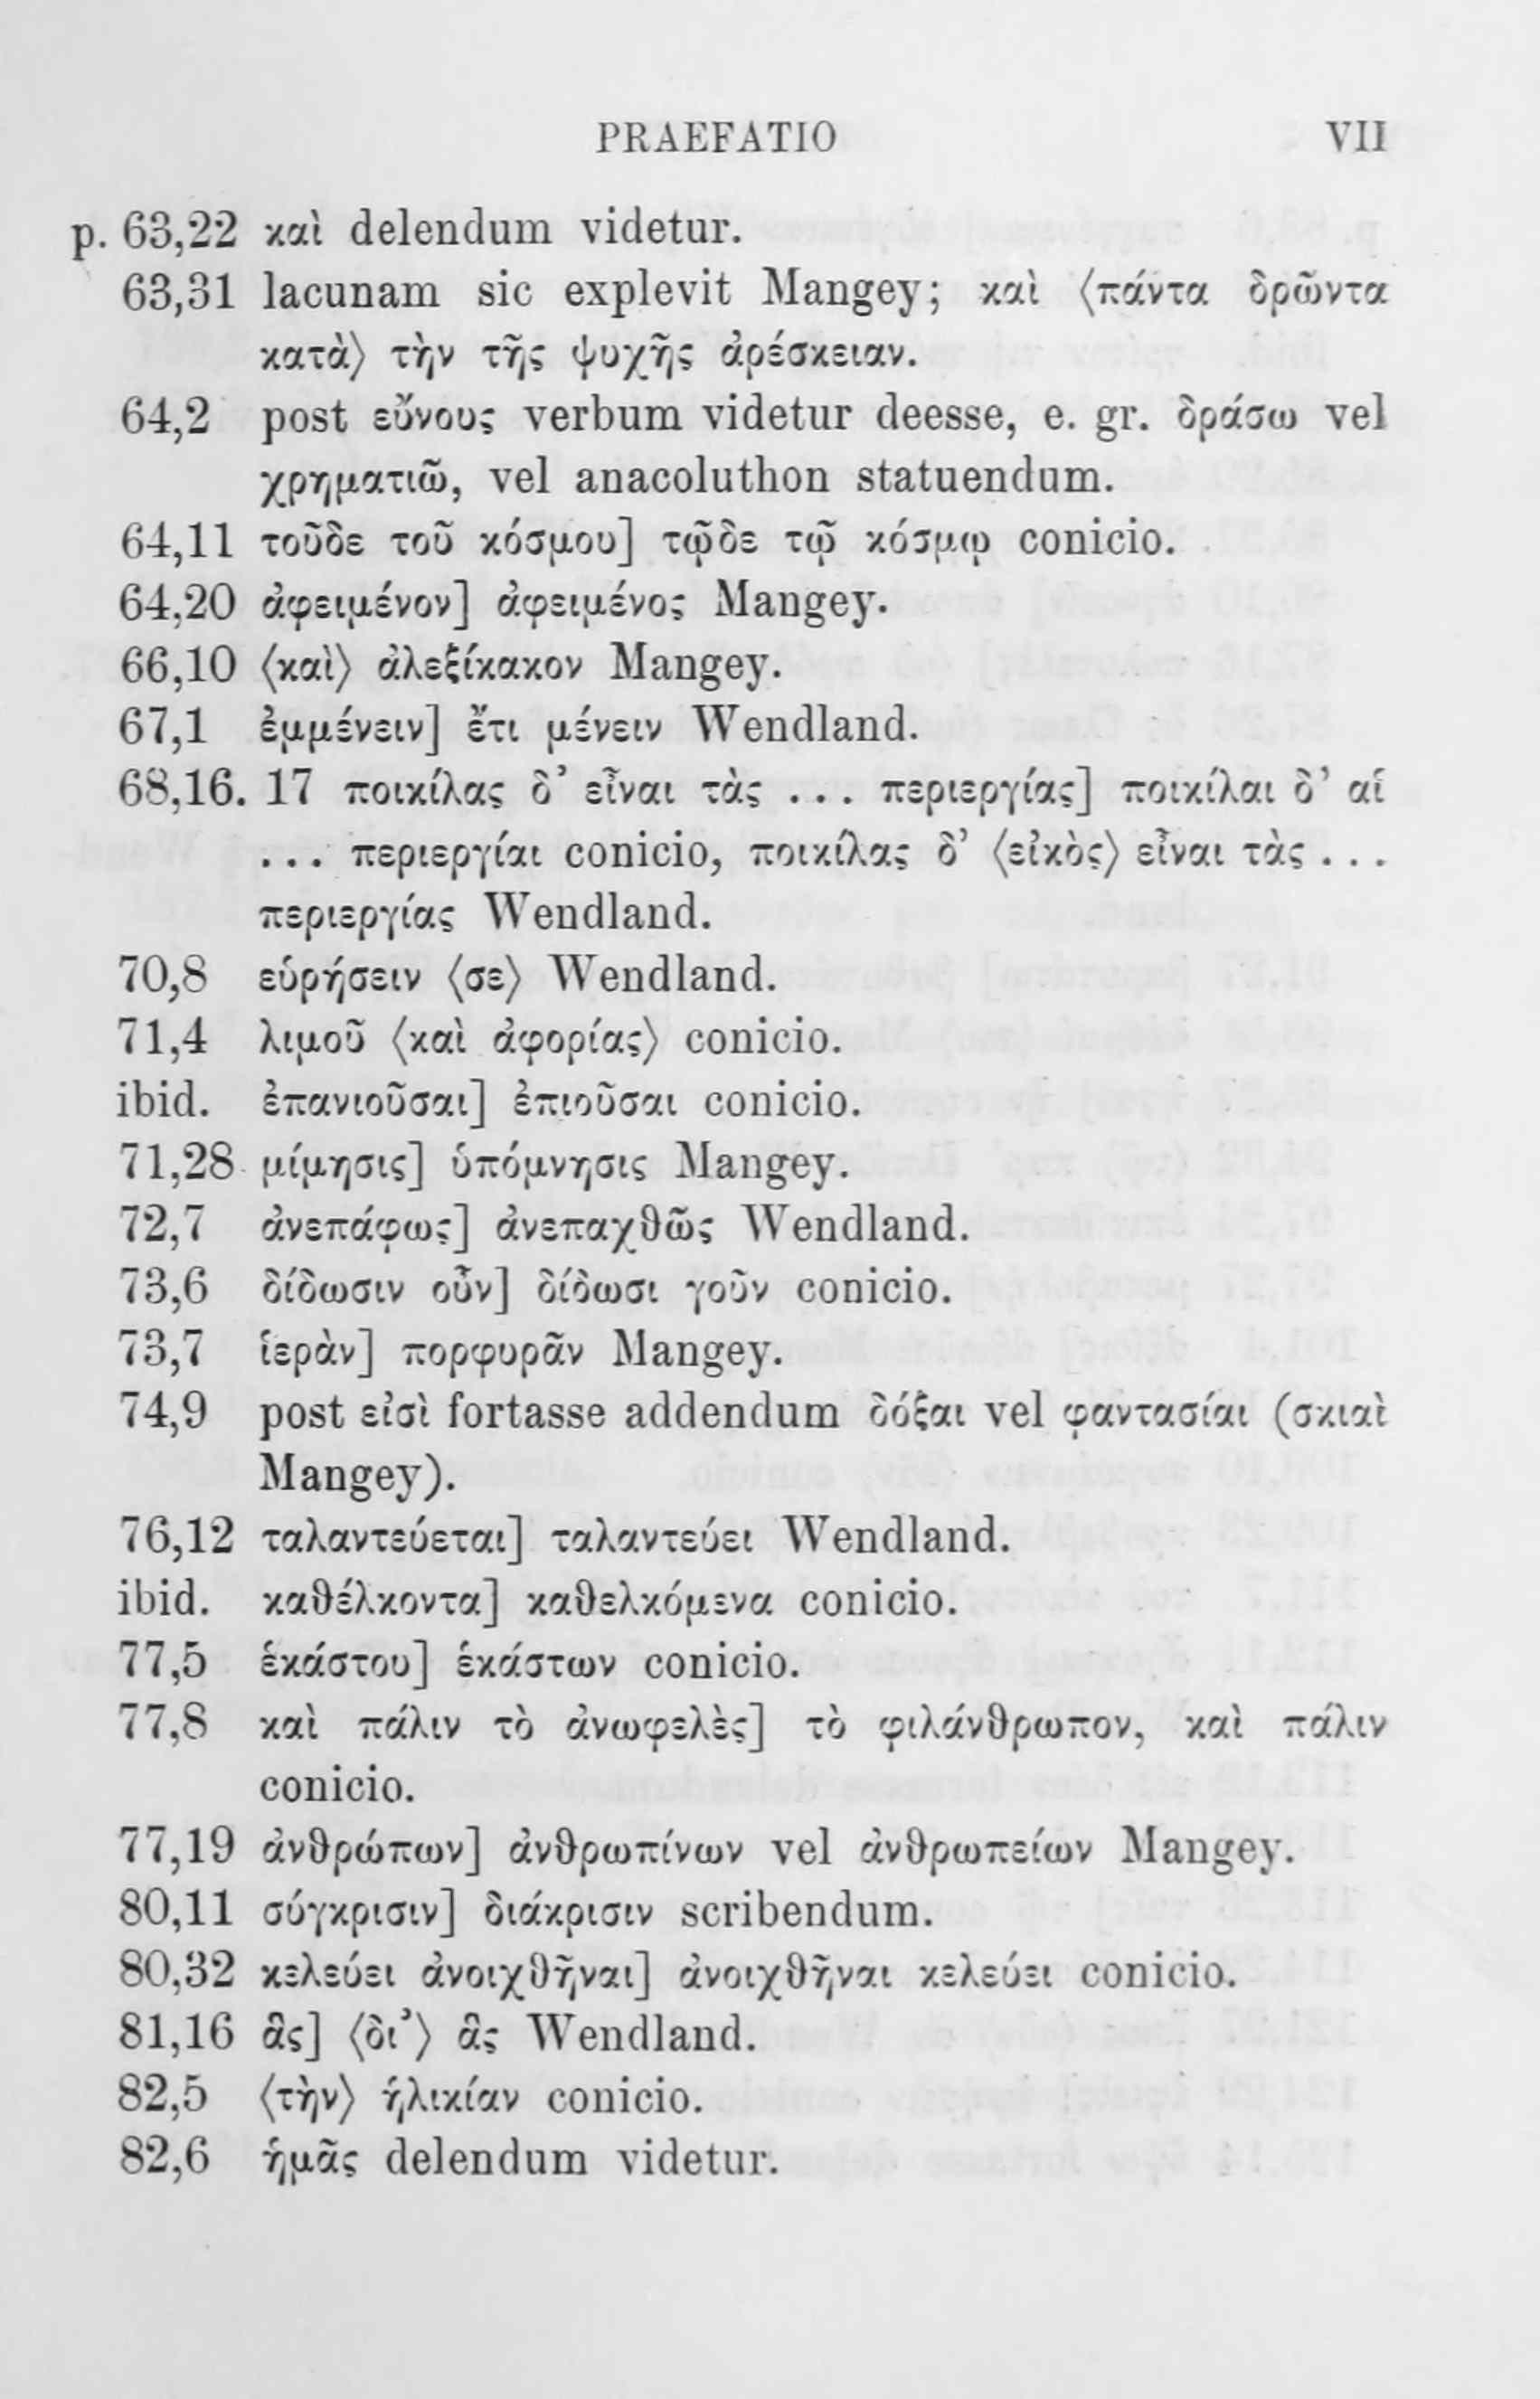 PRAEFATIO VII
p. 63,22 καὶ delendum videtur.
63,31 lacunam sic explevit Mangey; καὶ ⟨πάντα δρῶντα
κατὰ⟩ τὴν τῆς ψυχῆς ἀρέσκειαν.
64,2 post εὔνους verbum videtur deesse, e. gr. δράσω vel
χρηματιῶ, vel anacoluthon statuendum.
64,11 τοῦδε τοῦ κόσμου] τῷδε τῷ κόσμῳ conicio.
64,20 ἀφειμένον] ἀφειμένος Mangey.
66,10 ⟨καὶ⟩ ἀλεξίκακον Mangey.
67,1 ἐμμένειν] ἔτι μένειν Wendland.
68,16. 17 ποικίλας δ’ εἶναι τὰς ... περιεργίας] ποικίλαι δ’ αἱ
... περιεργίαι conicio, ποικίλας δ’ ⟨εἰκὸς⟩ εἶναι τὰς ...
περιεργίας Wendland.
70,8 εὑρήσειν ⟨σε⟩ Wendland.
71,4 λιμοῦ ⟨καὶ ἀφορίας⟩ conicio.
ibid. ἐπανιοῦσαι] ἐπιοῦσαι conicio.
71,28 μίμησις] ὑπόμνησις Mangey.
72,7 ἀνεπάφως] ἀνεπαχθῶς Wendland.
73,6 δίδωσιν οὖν] δίδωσι γοῦν conicio.
73,7 ἱερὰν] πορφυρᾶν Mangey.
74,9 post εἰσὶ fortasse addendum δόξαι vel φαντασίαι (σκιαὶ
Mangey).
76,12 ταλαντεύεται] ταλαντεύει Wendland.
ibid. καθέλκοντα] καθελκόμενα conicio.
77,5 ἑκάστου] ἑκάστων conicio.
77,8 καὶ πάλιν τὸ ἀνωφελὲς] τὸ φιλάνθρωπον, καὶ πάλιν
conicio.
77,19 ἀνθρώπων] ἀνθρωπίνων vel ἀνθρωπείων Mangey.
80,11 σύγκρισιν] διάκρισιν scribendum.
80,32 κελεύει ἀνοιχθῆναι] ἀνοιχθῆναι κελεύει conicio.
81,16 ἃς] ⟨δι’⟩ ἃς Wendland.
82,5 ⟨τὴν⟩ ἡλικίαν conicio.
82,6 ἡμᾶς delendum videtur.